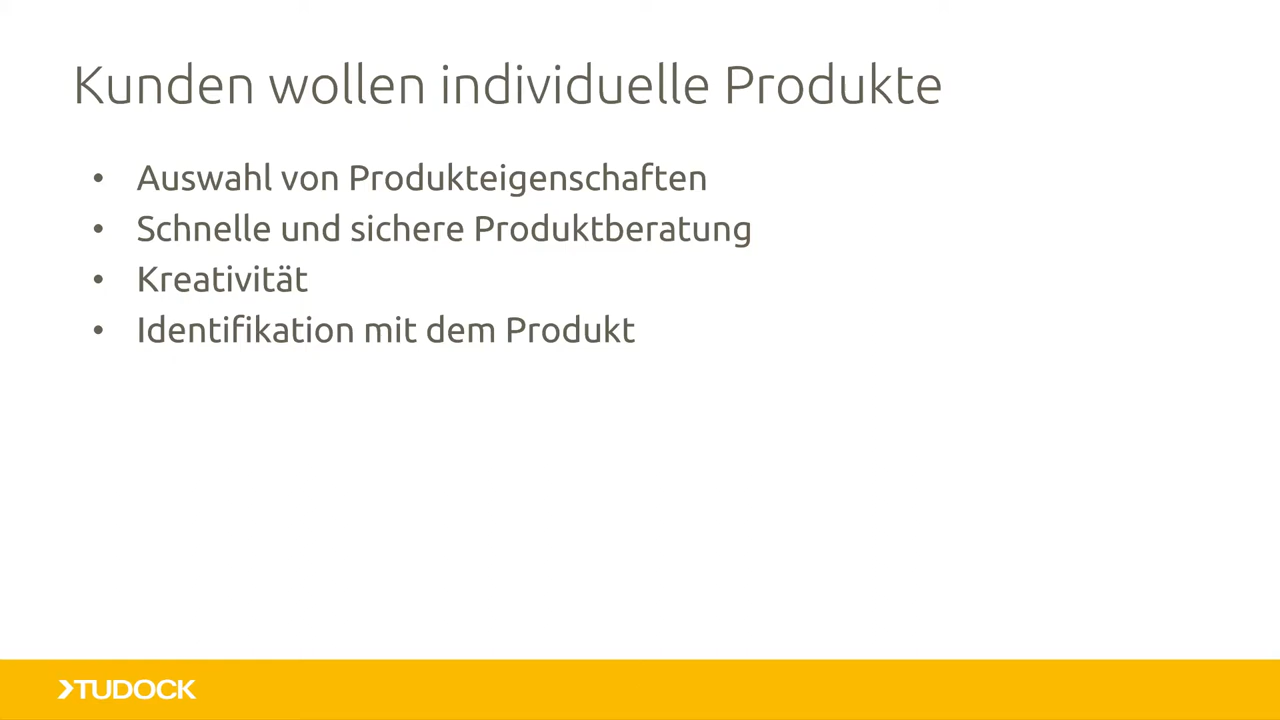 Kunden wollen individuelle Produkte
• Auswahl von Produkteigenschaften
• Schnelle und sichere Produktberatung
• Kreativität
• Identifikation mit dem Produkt
TUDOCK